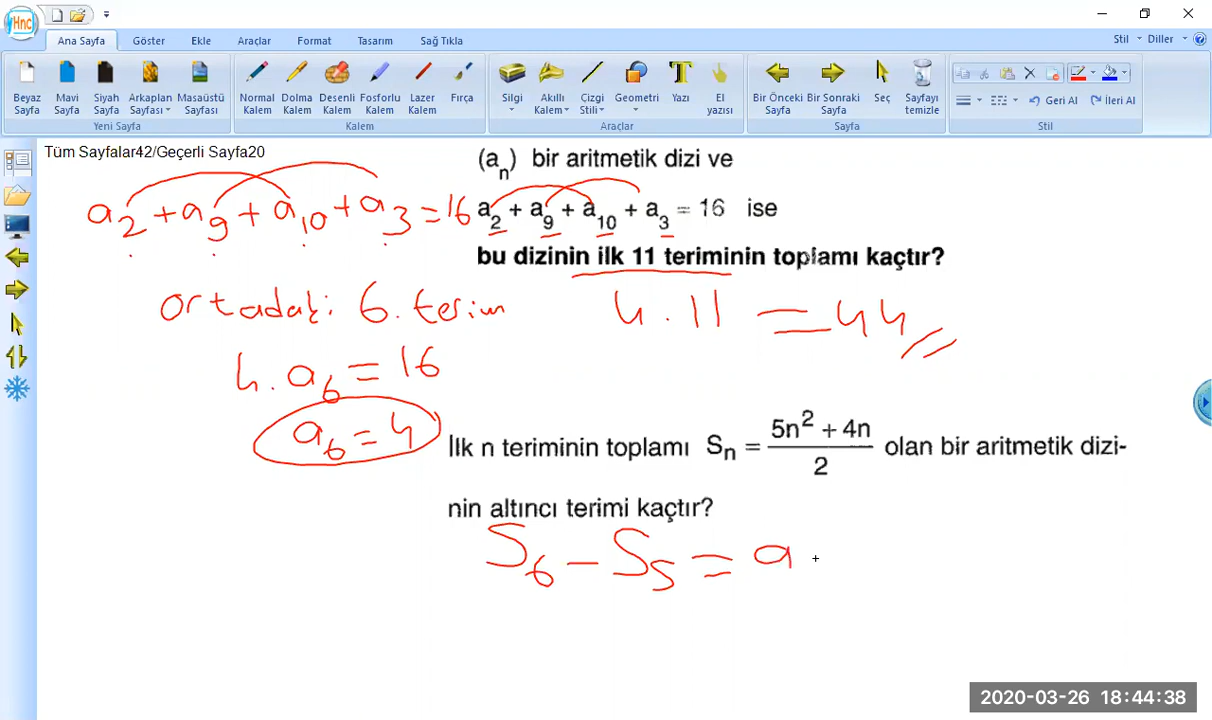 Hnc
Ana Sayfa Göster Ekle Araçlar Format Tasarım Sağ Tıkla Stil Diller
Beyaz Sayfa Mavi Sayfa Siyah Sayfa Arkaplan Sayfası Masaüstü Sayfası
Normal Kalem Dolma Kalem Desenli Kalem Fosforlu Kalem Lazer Kalem Fırça
Silgi Akıllı Kalem Çizgi Stili Geometri Yazı El yazısı
Bir Önceki Sayfa Bir Sonraki Sayfa Seç Sayfayı temizle
Geri Al İleri Al
Yeni Sayfa Kalem Araçlar Sayfa Stil
Tüm Sayfalar42/Geçerli Sayfa20
(aₙ) bir aritmetik dizi ve
a₂ + a₉ + a₁₀ + a₃ = 16
a₂ + a₉ + a₁₀ + a₃ = 16 ise
bu dizinin ilk 11 teriminin toplamı kaçtır?
Ortadaki 6. terim
4 . 11 = 44
4 . a₆ = 16
a₆ = 4
İlk n teriminin toplamı Sₙ = (5n² + 4n)/2 olan bir aritmetik dizi-
nin altıncı terimi kaçtır?
S₆ − S₅ = a
2020-03-26 18:44:38